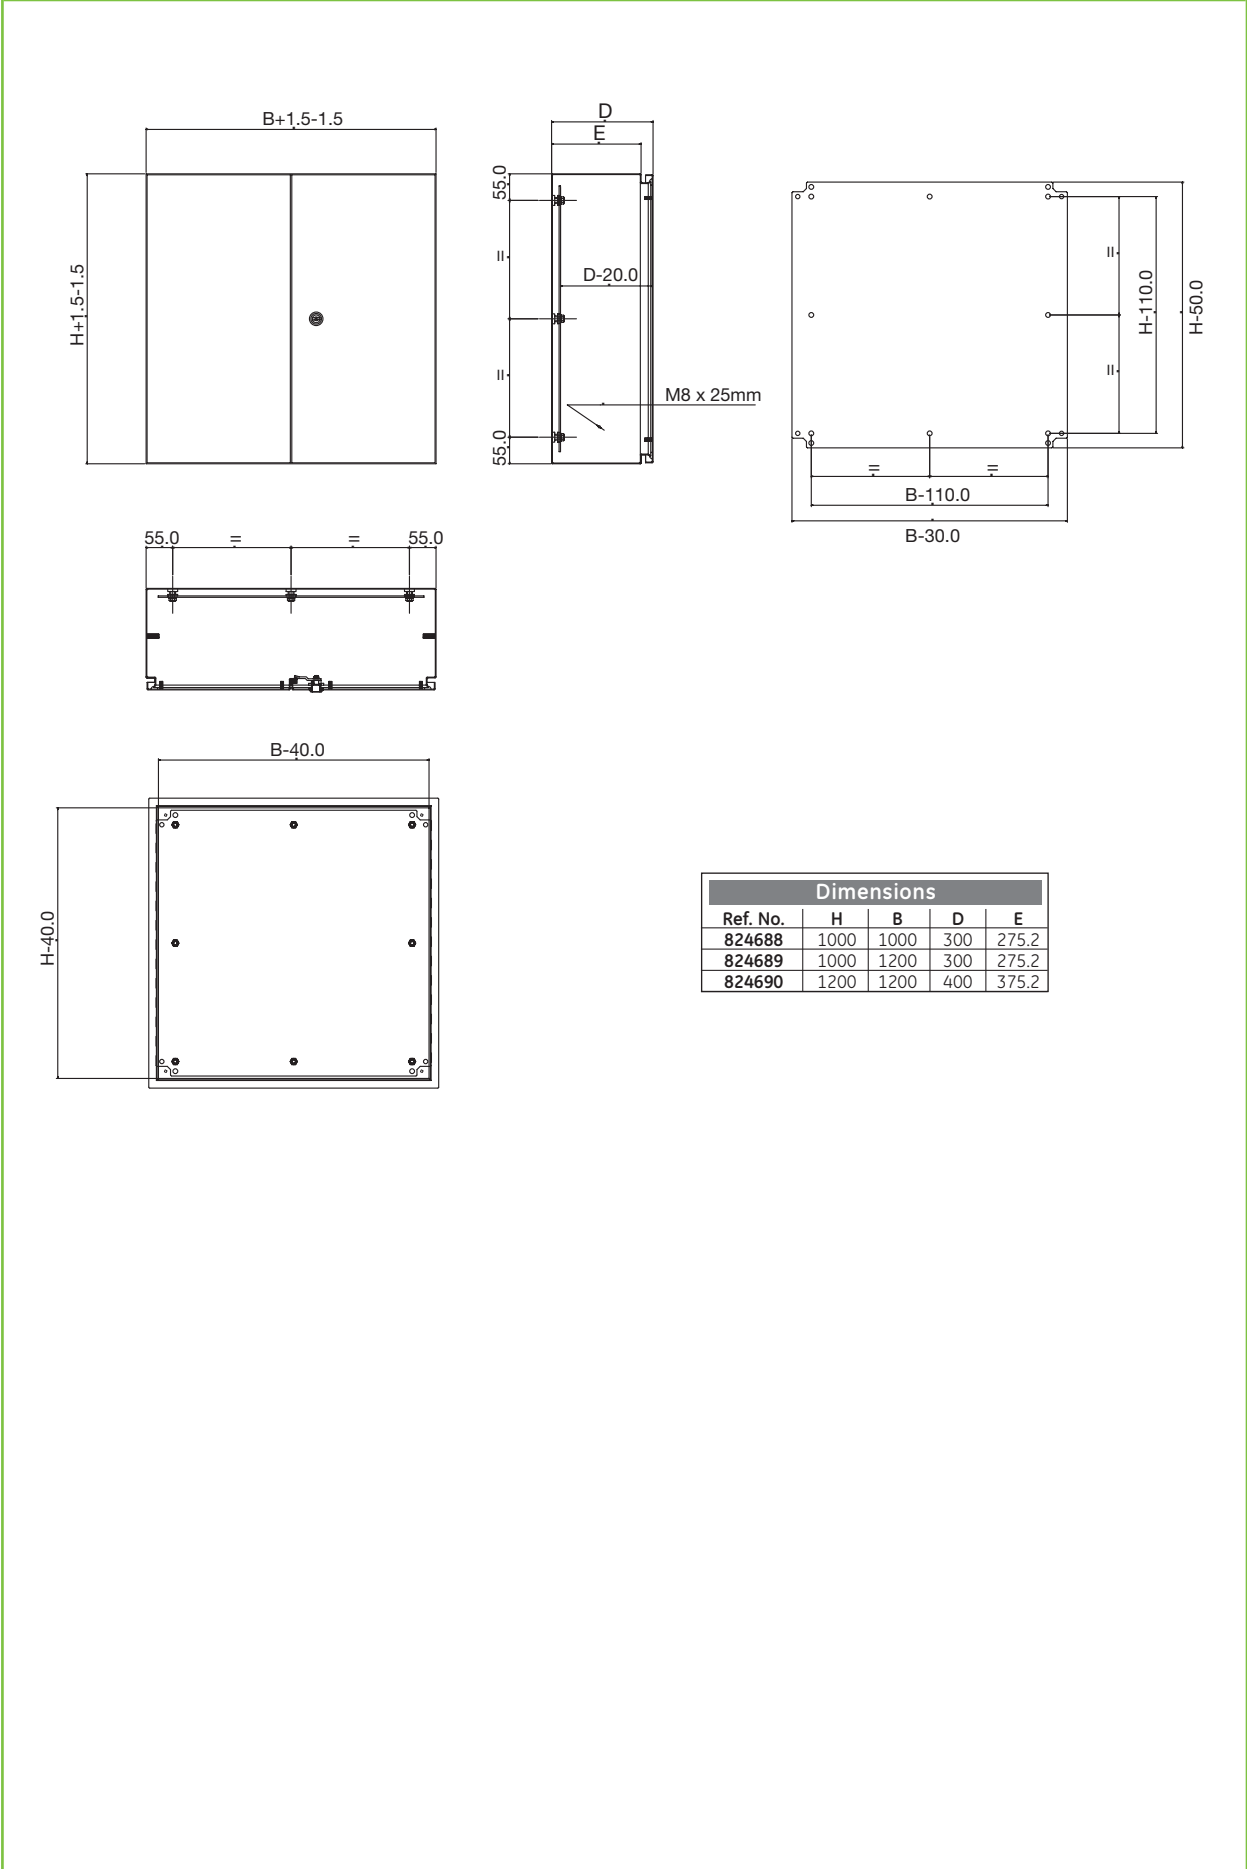 B+1.5-1.5
H+1.5-1.5
D
E
55.0
=
D-20.0
=
M8 x 25mm
55.0
=
=
H-110.0
H-50.0
= =
B-110.0
B-30.0
55.0 = = 55.0
B-40.0
H-40.0
Dimensions
Ref. No. H B D E
824688 1000 1000 300 275.2
824689 1000 1200 300 275.2
824690 1200 1200 400 375.2